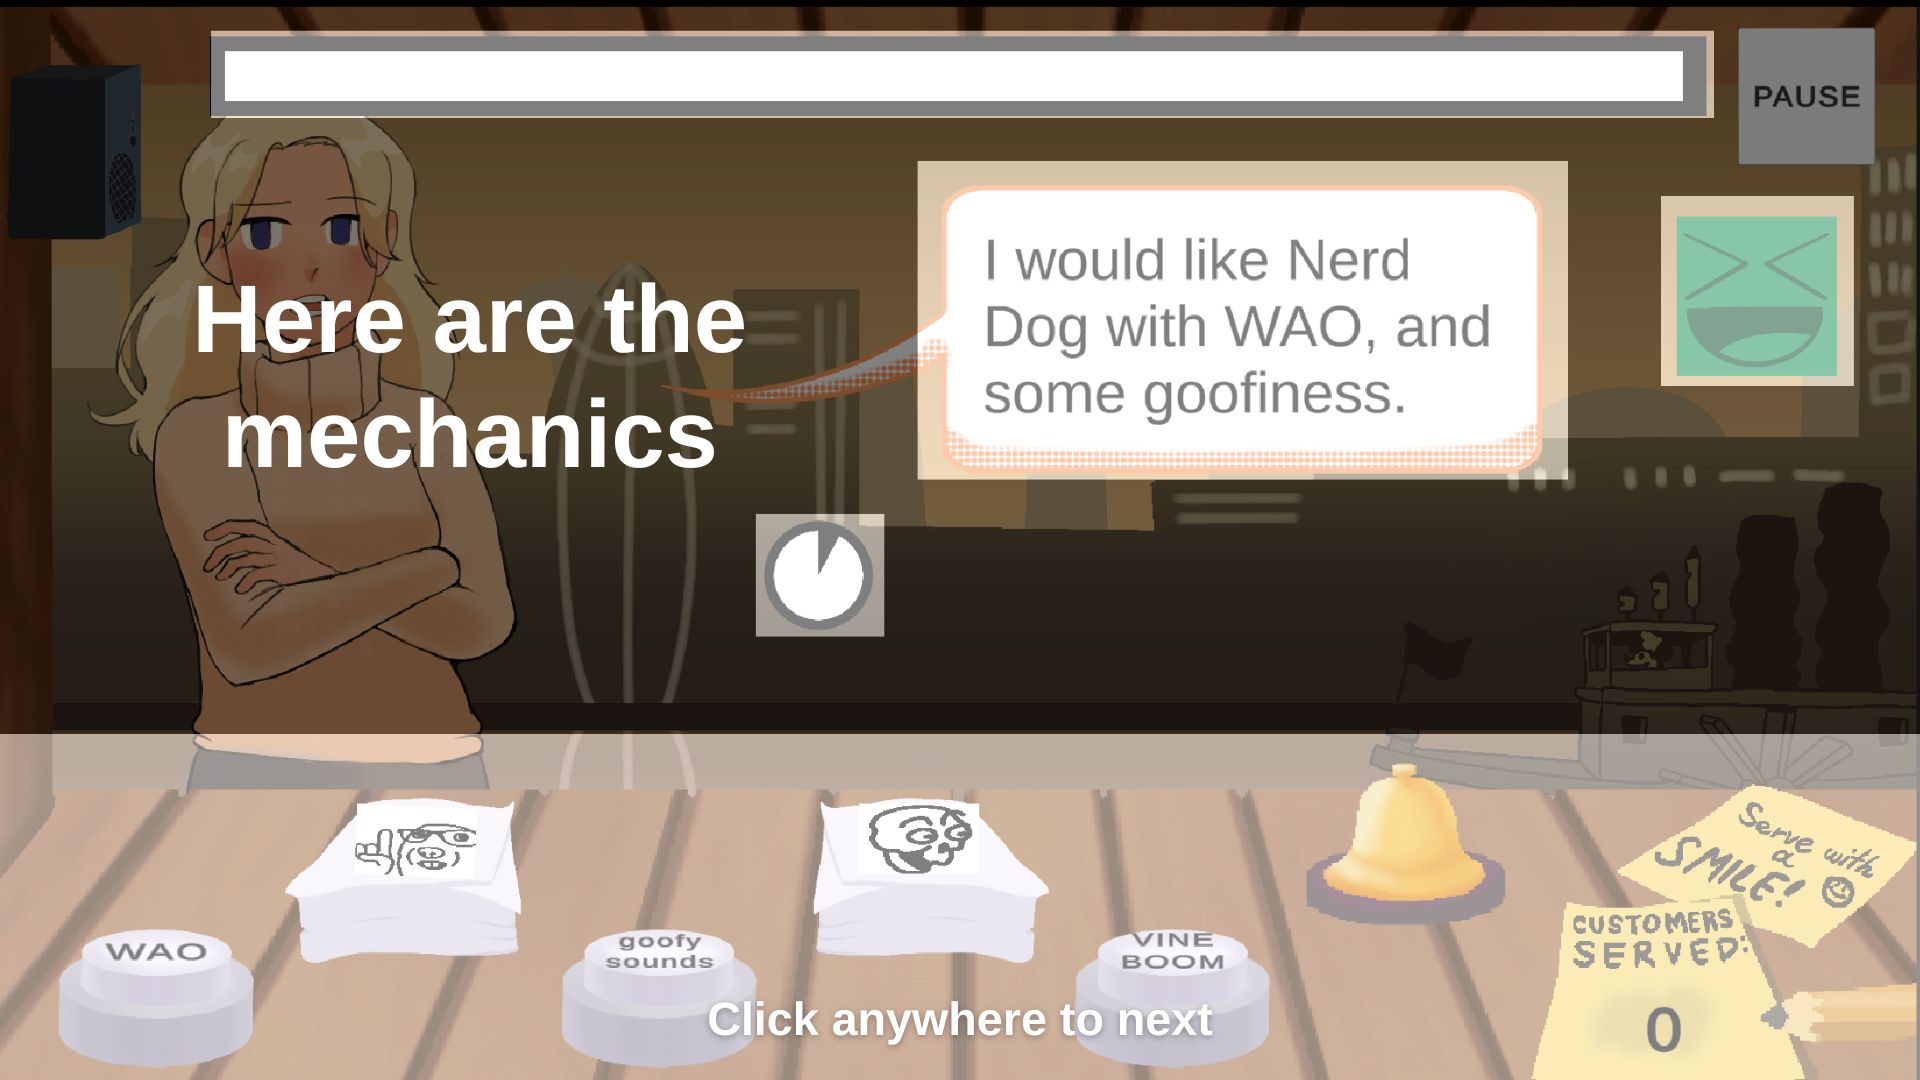 PAUSE
I would like Nerd
Dog with WAO, and
some goofiness.
Here are the
mechanics
Serve with
a
SMILE!
CUSTOMERS
SERVED:
0
WAO
goofy
sounds
VINE
BOOM
Click anywhere to next